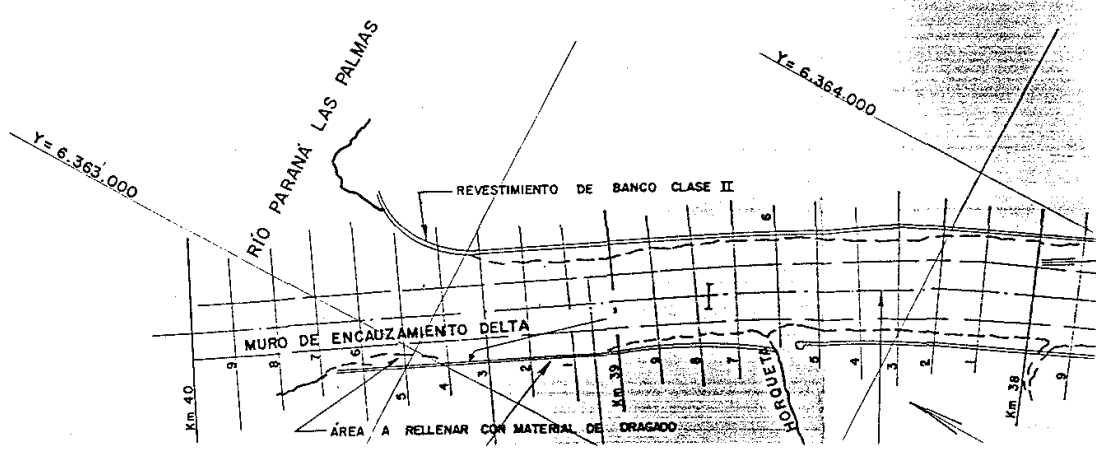 Y= 6.363.000
RÍO PARANÁ LAS PALMAS
Y= 6.364.000
REVESTIMIENTO DE BANCO CLASE II
6
I
MURO DE ENCAUZAMIENTO DELTA
Km 40
9
8
7
6
5
4
3
2
1
Km 39
9
8
7
HORQUETA
5
4
3
2
1
Km 38
9
ÁREA A RELLENAR CON MATERIAL DE DRAGADO